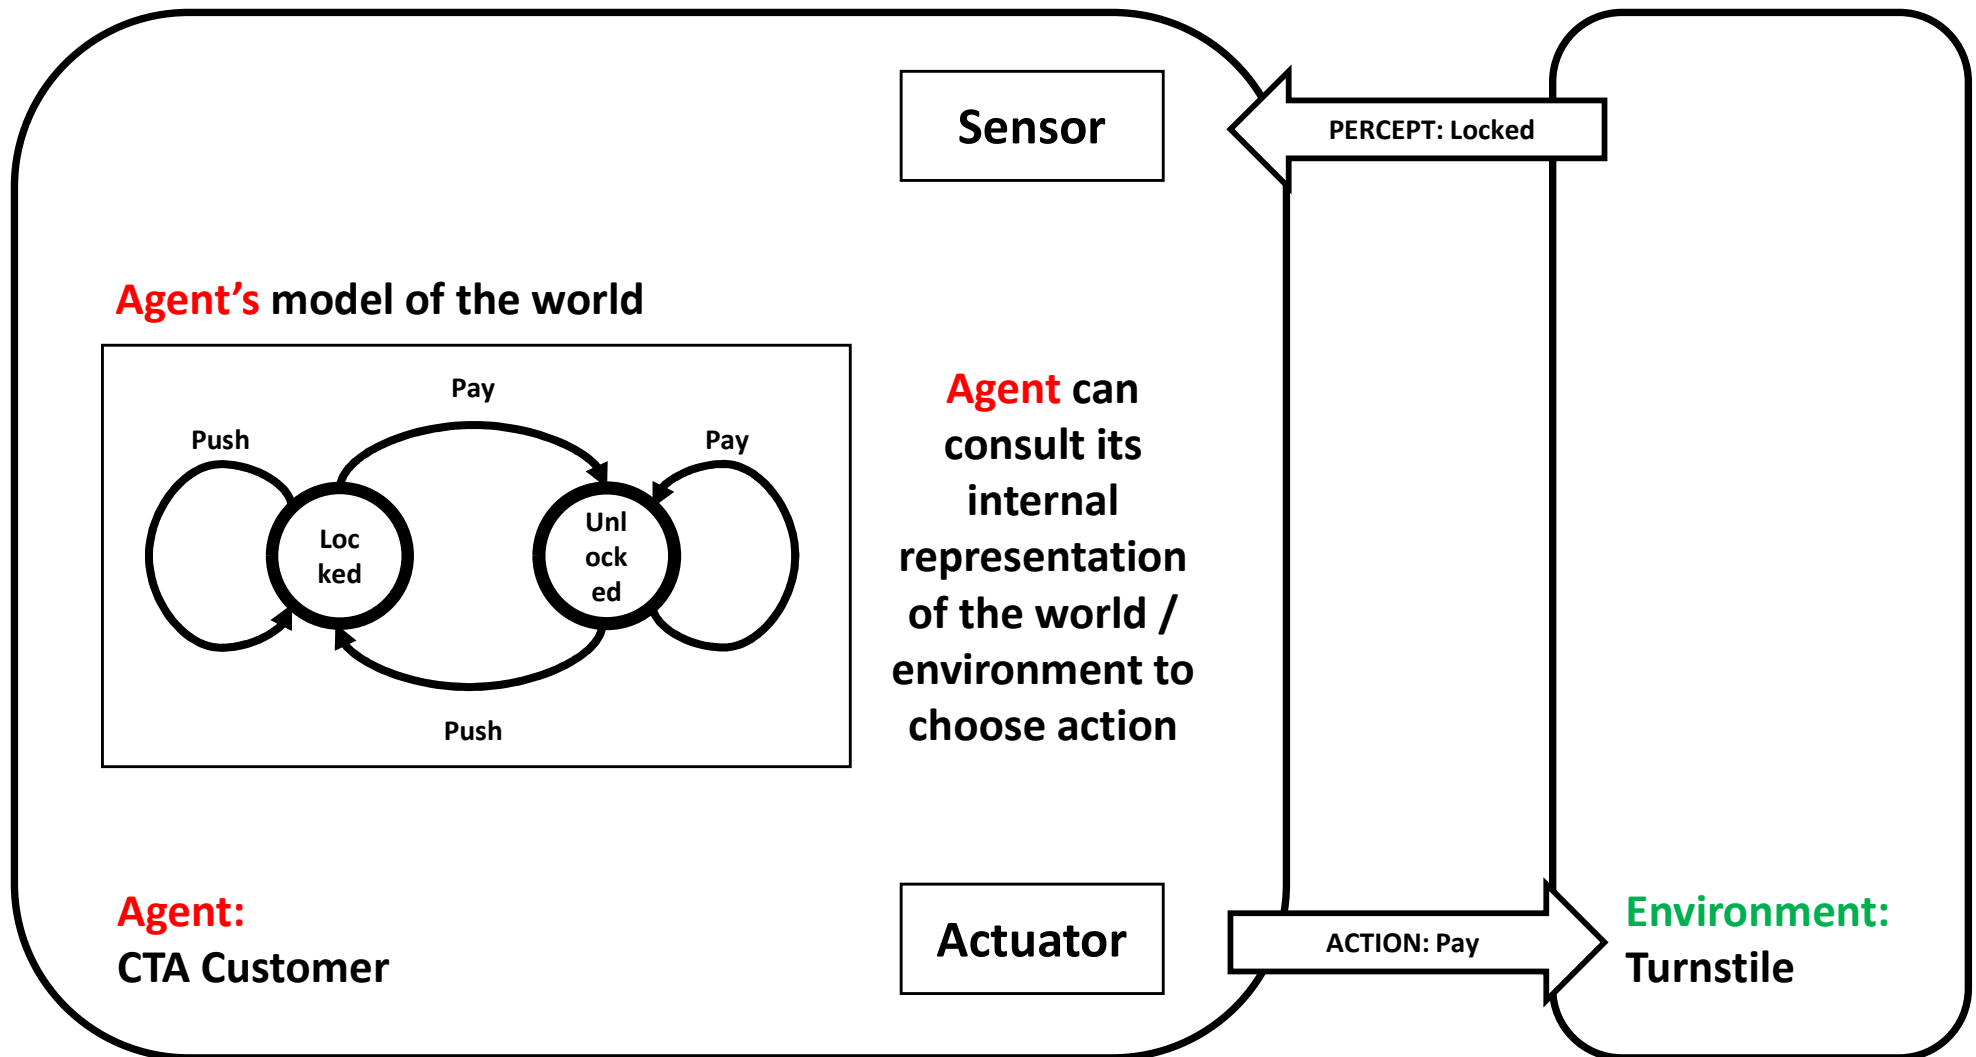 Sensor
PERCEPT: Locked
Agent's model of the world
Pay
Push
Pay
Loc
ked
Unl
ock
ed
Push
Agent can
consult its
internal
representation
of the world /
environment to
choose action
Agent:
CTA Customer
Actuator
ACTION: Pay
Environment:
Turnstile